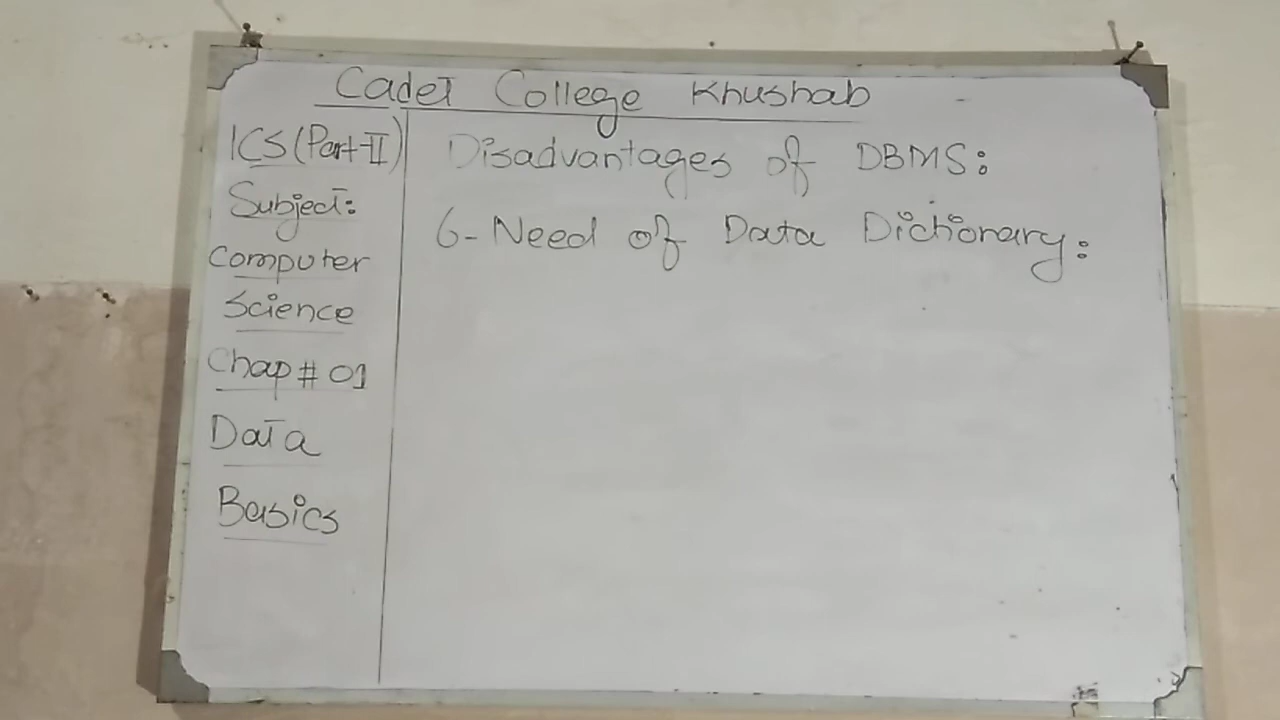 Cadet College Khushab
ICS (Part-II)
Subject:
Computer
Science
Chap # 01
Data
Basics
Disadvantages of DBMS:
6- Need of Data Dictionary: